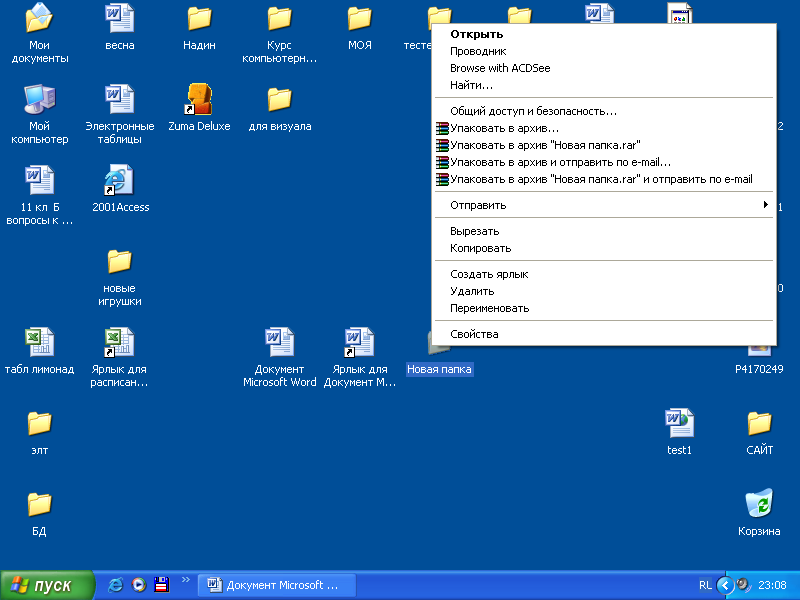 Мои
документы
весна
Надин
Курс
компьютерн...
МОЯ
тесте
Открыть
Проводник
Browse with ACDSee
Найти...
Общий доступ и безопасность...
Упаковать в архив...
Упаковать в архив "Новая папка.rar"
Упаковать в архив и отправить по e-mail...
Упаковать в архив "Новая папка.rar" и отправить по e-mail
Отправить
Вырезать
Копировать
Создать ярлык
Удалить
Переименовать
Свойства
Мой
компьютер
Электронные
таблицы
Zuma Deluxe
для визуала
2
11 кл Б
вопросы к ...
2001Access
1
новые
игрушки
0
табл лимонад
Ярлык для
расписан...
Документ
Microsoft Word
Ярлык для
Документ М...
Новая папка
P4170249
элт
test1
САЙТ
БД
Корзина
пуск
Документ Microsoft ...
RL
23:08